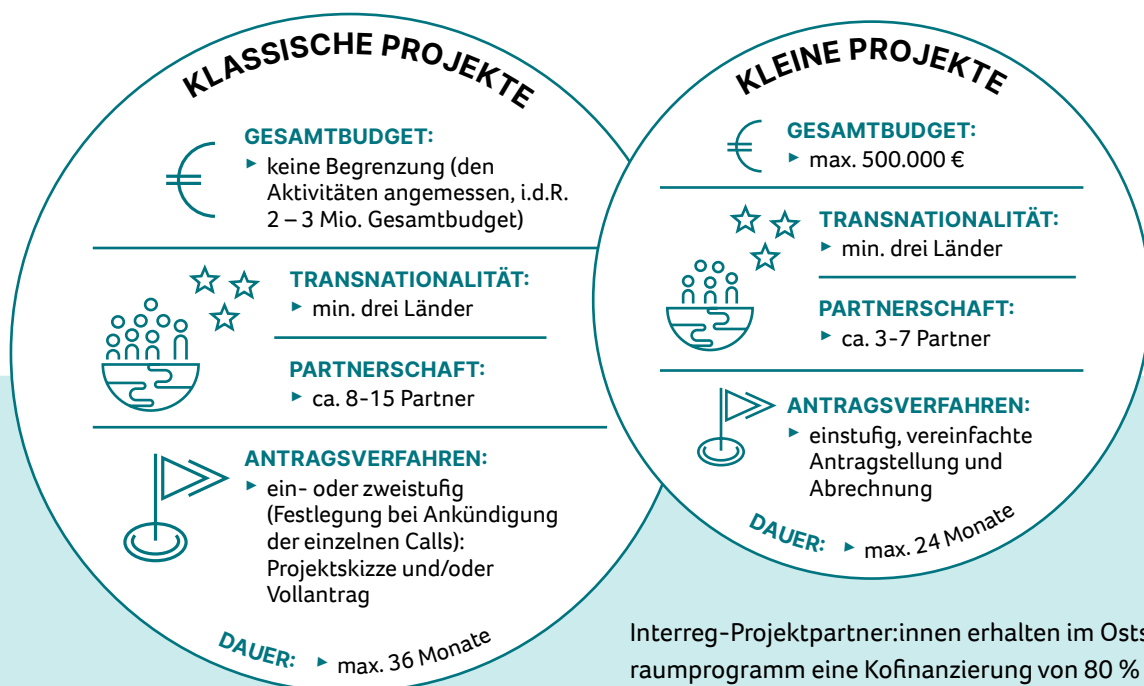 KLASSISCHE PROJEKTE
GESAMTBUDGET:
▸ keine Begrenzung (den
Aktivitäten angemessen, i.d.R.
2 – 3 Mio. Gesamtbudget)
TRANSNATIONALITÄT:
▸ min. drei Länder
PARTNERSCHAFT:
▸ ca. 8-15 Partner
ANTRAGSVERFAHREN:
▸ ein- oder zweistufig
(Festlegung bei Ankündigung
der einzelnen Calls):
Projektskizze und/oder
Vollantrag
DAUER: ▸ max. 36 Monate
KLEINE PROJEKTE
GESAMTBUDGET:
▸ max. 500.000 €
TRANSNATIONALITÄT:
▸ min. drei Länder
PARTNERSCHAFT:
▸ ca. 3-7 Partner
ANTRAGSVERFAHREN:
▸ einstufig, vereinfachte
Antragstellung und
Abrechnung
DAUER: ▸ max. 24 Monate
Interreg-Projektpartner:innen erhalten im Osts
raumprogramm eine Kofinanzierung von 80 %